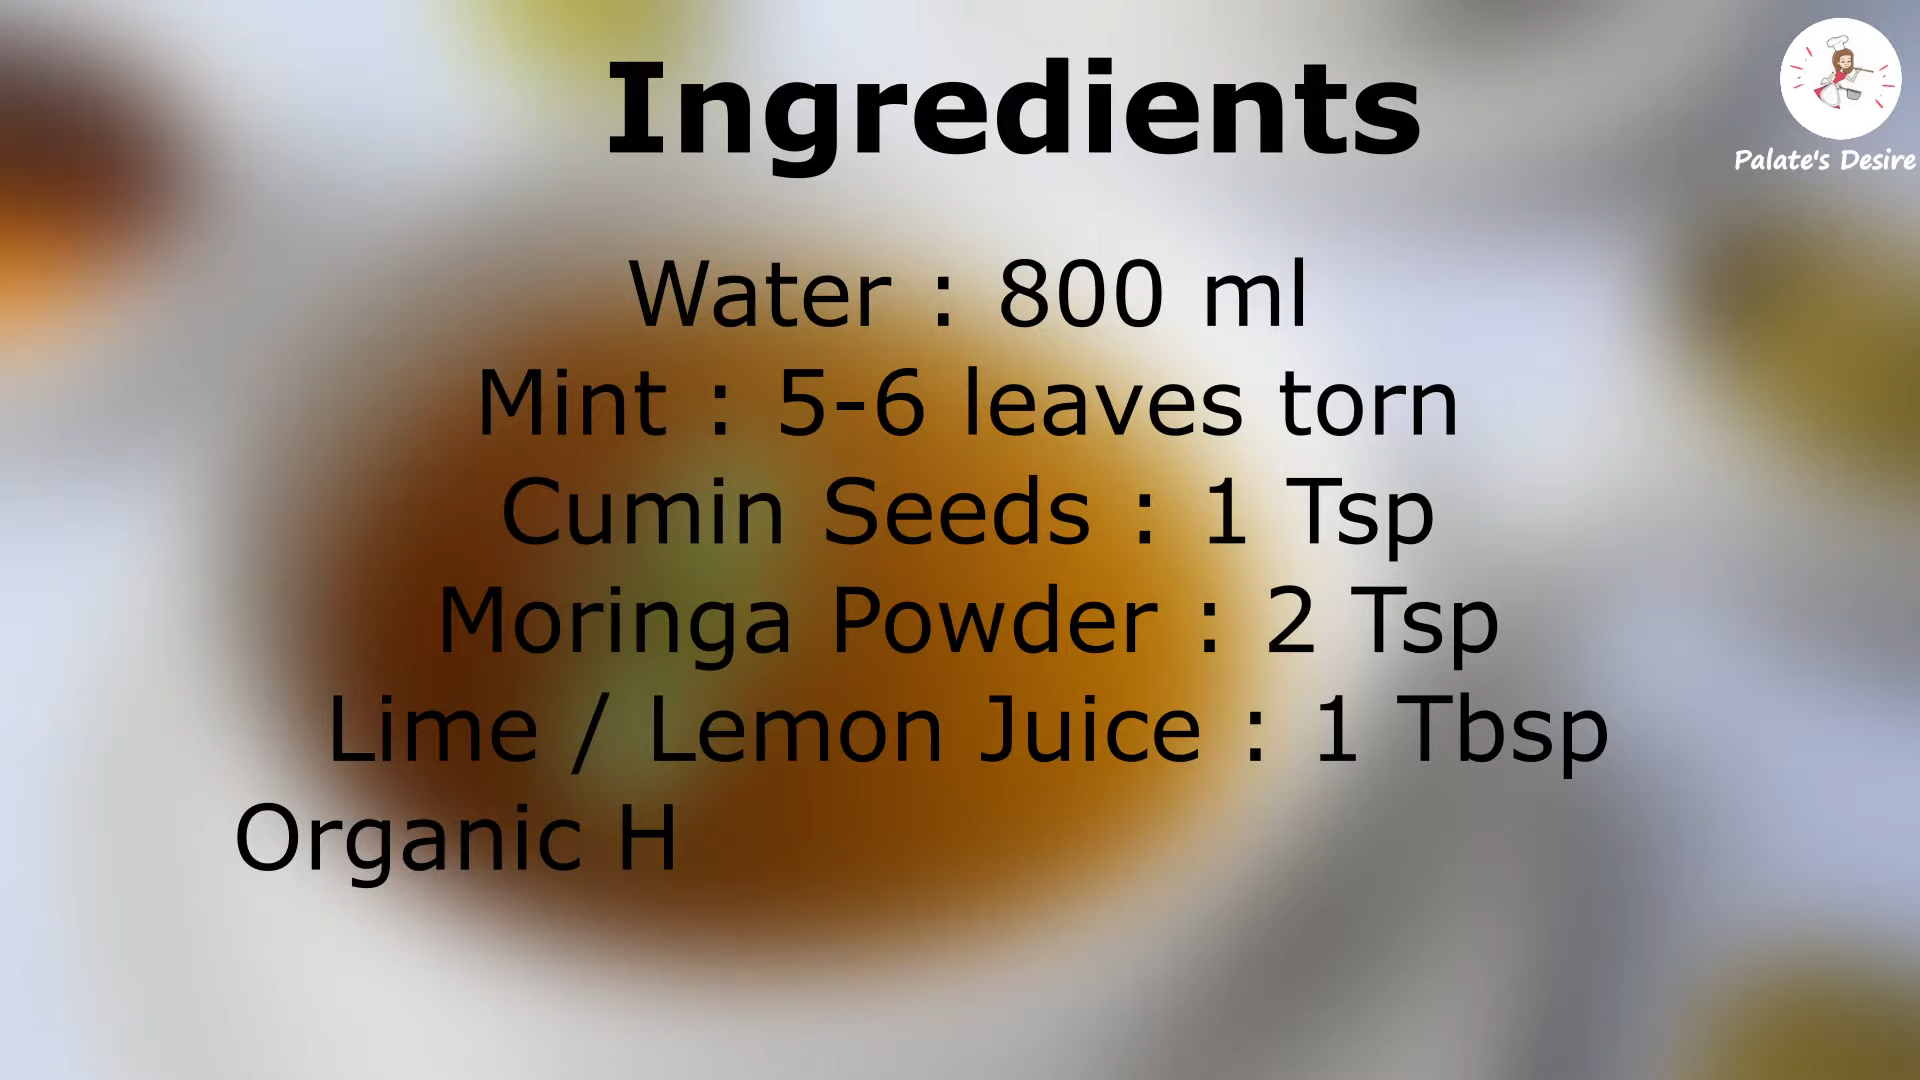 Ingredients
Palate's Desire
Water : 800 ml
Mint : 5-6 leaves torn
Cumin Seeds : 1 Tsp
Moringa Powder : 2 Tsp
Lime / Lemon Juice : 1 Tbsp
Organic H